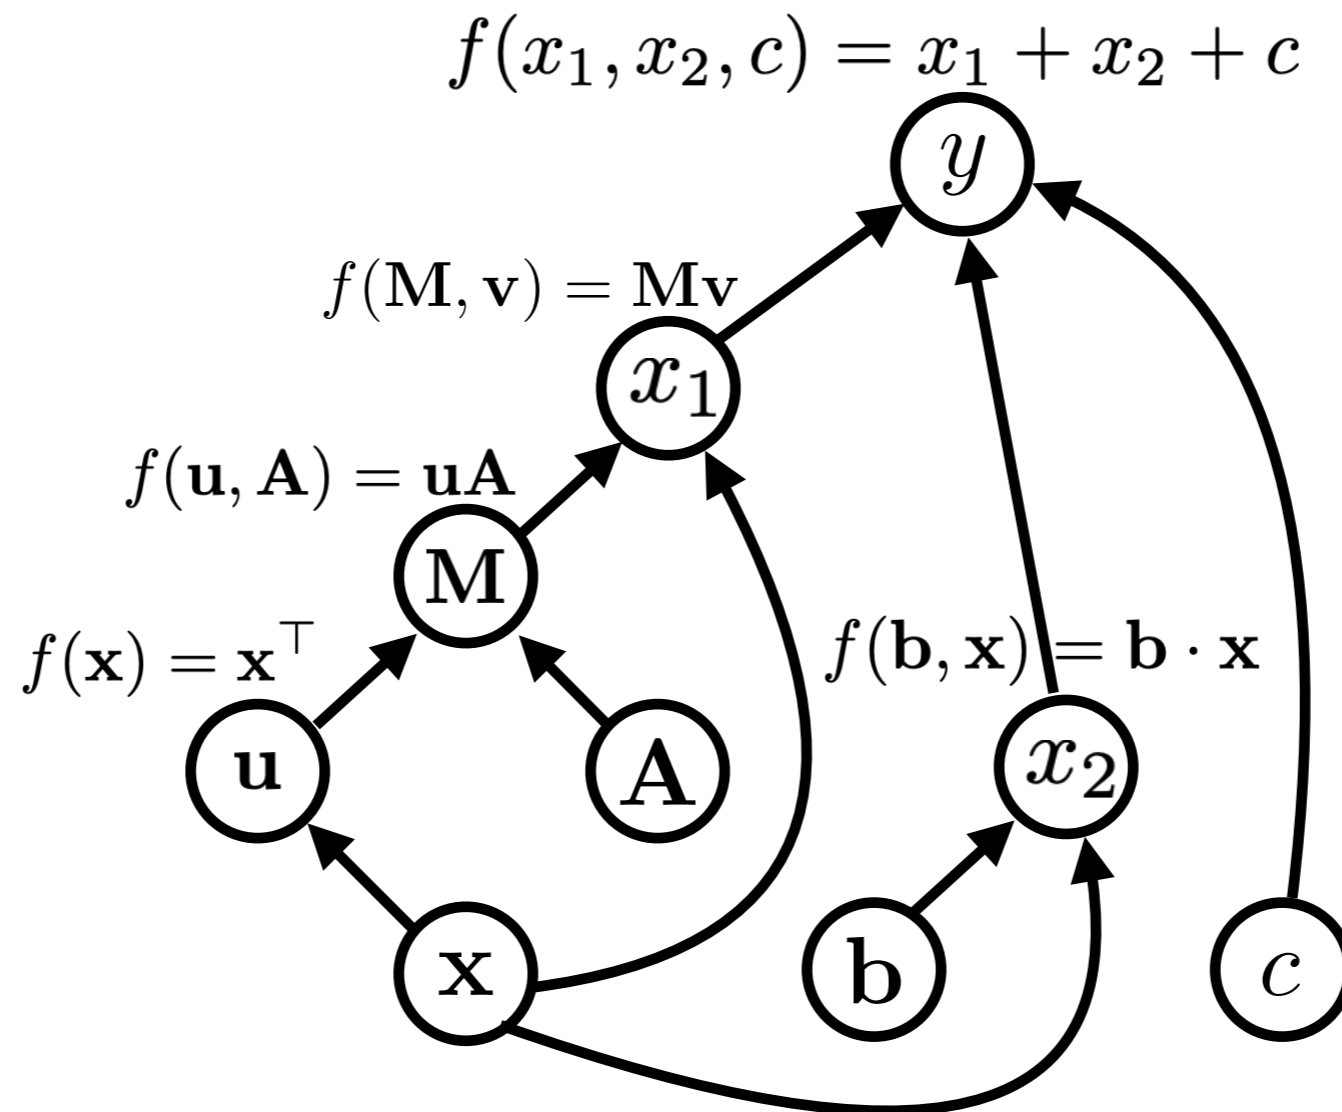 f(x₁, x₂, c) = x₁ + x₂ + c
y
f(M, v) = Mv
x₁
f(u, A) = uA
M
f(x) = x⊤
f(b, x) = b · x
u
A
x₂
x
b
c